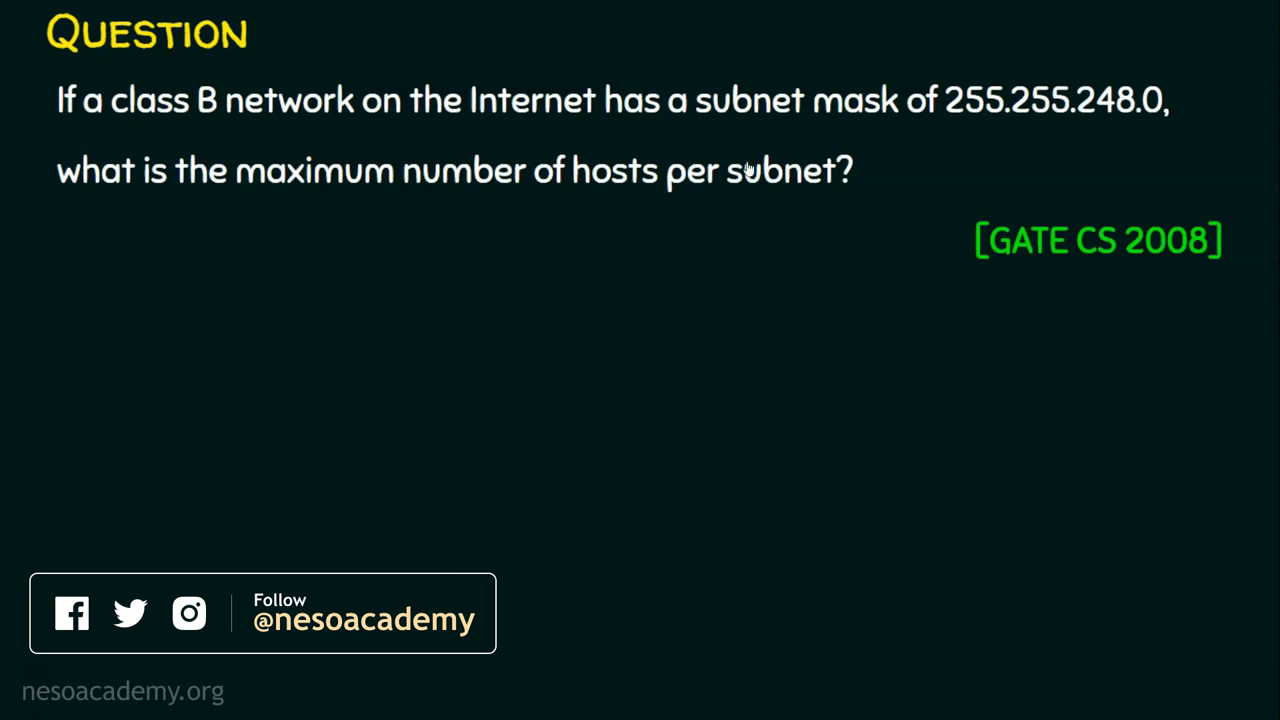 QUESTION
If a class B network on the Internet has a subnet mask of 255.255.248.0,
what is the maximum number of hosts per subnet?
[GATE CS 2008]
Follow
@nesoacademy
nesoacademy.org